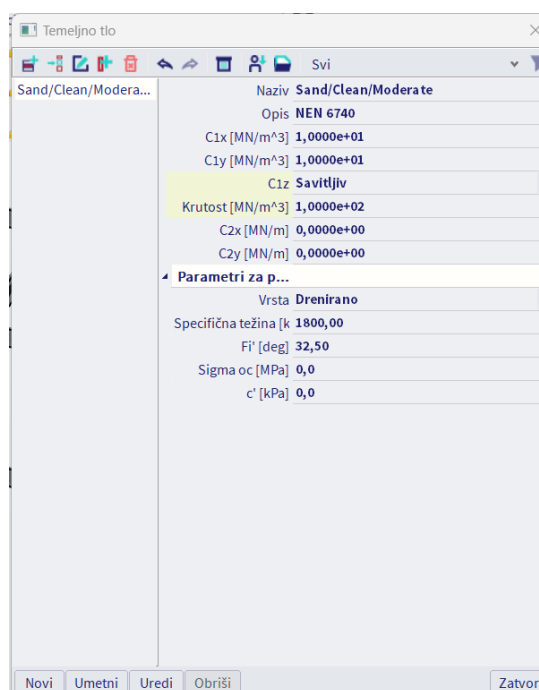 Temeljno tlo
Svi
Sand/Clean/Modera...
Naziv Sand/Clean/Moderate
Opis NEN 6740
C1x [MN/m^3] 1,0000e+01
C1y [MN/m^3] 1,0000e+01
C1z Savitljiv
Krutost [MN/m^3] 1,0000e+02
C2x [MN/m] 0,0000e+00
C2y [MN/m] 0,0000e+00
Parametri za p...
Vrsta Drenirano
Specifična težina [k 1800,00
Fi' [deg] 32,50
Sigma oc [MPa] 0,0
c' [kPa] 0,0
Novi Umetni Uredi Obriši Zatvor